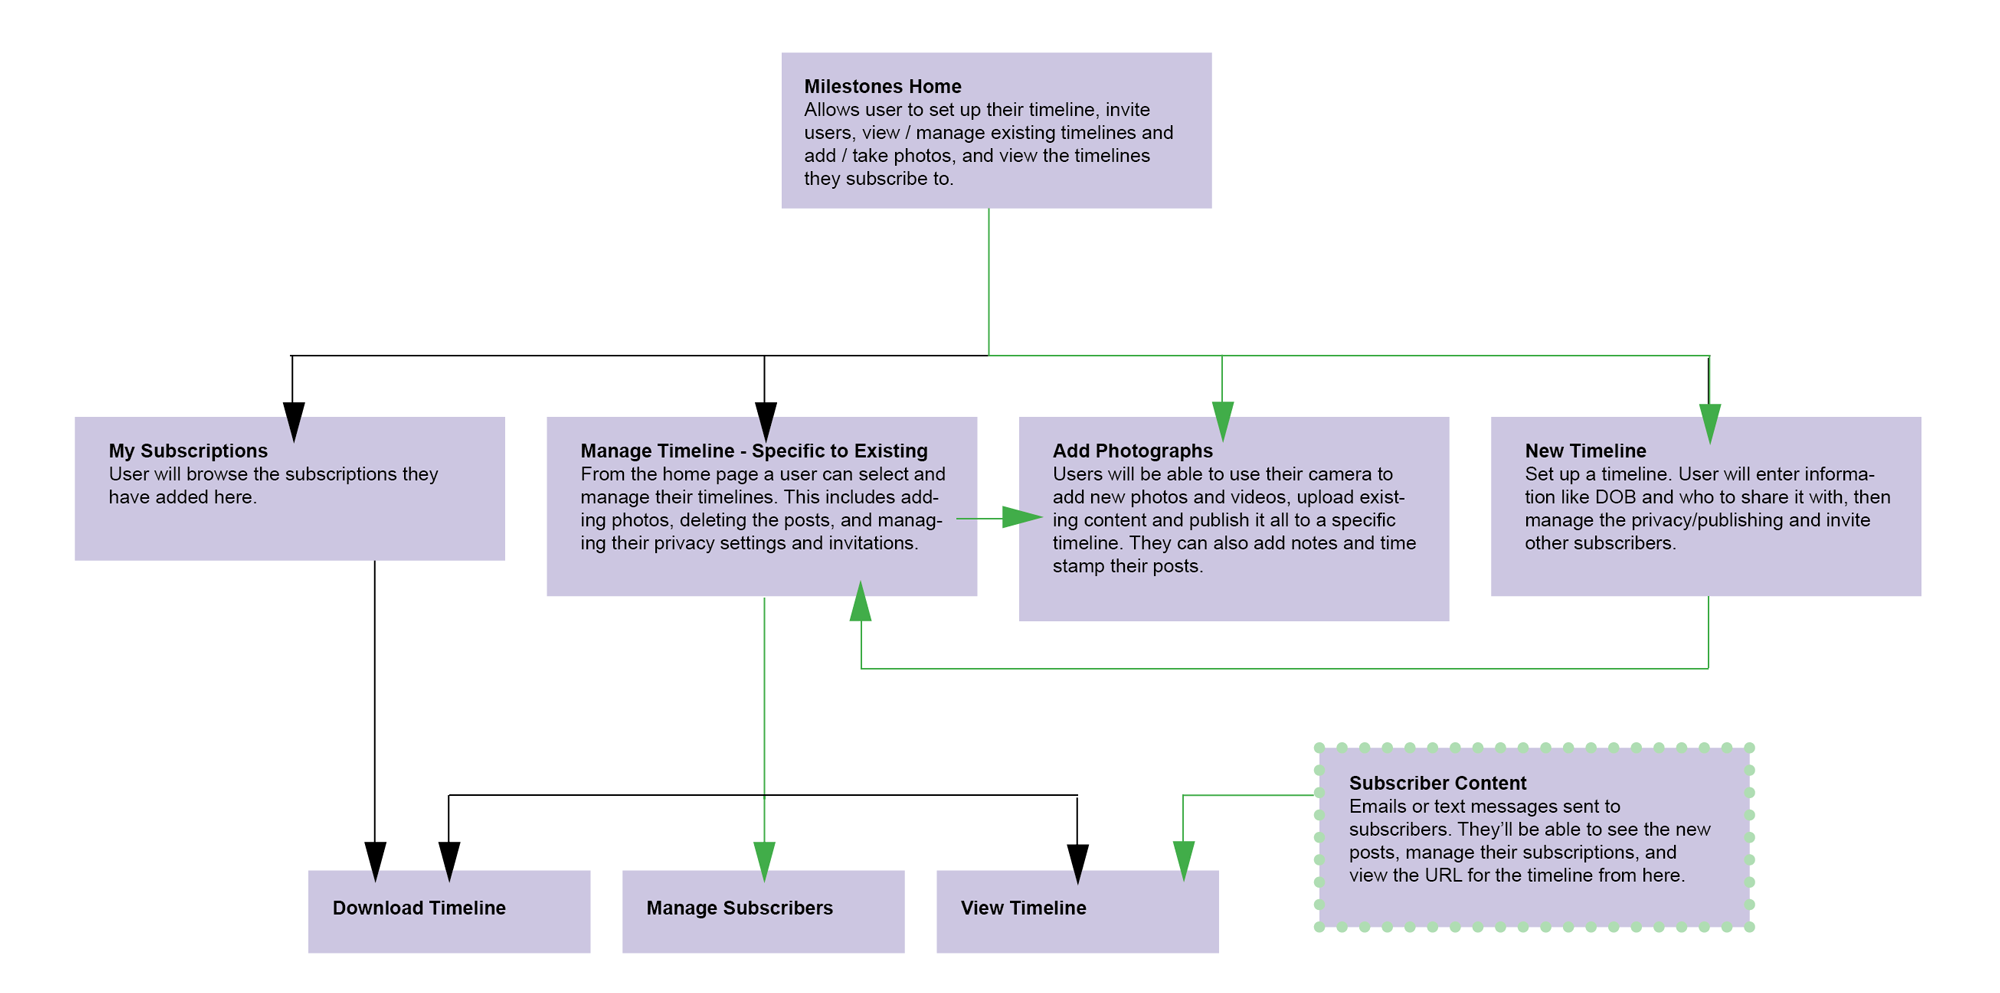 Milestones Home
Allows user to set up their timeline, invite
users, view / manage existing timelines and
add / take photos, and view the timelines
they subscribe to.
My Subscriptions
User will browse the subscriptions they
have added here.
Manage Timeline - Specific to Existing
From the home page a user can select and
manage their timelines. This includes add-
ing photos, deleting the posts, and manag-
ing their privacy settings and invitations.
Add Photographs
Users will be able to use their camera to
add new photos and videos, upload exist-
ing content and publish it all to a specific
timeline. They can also add notes and time
stamp their posts.
New Timeline
Set up a timeline. User will enter informa-
tion like DOB and who to share it with, then
manage the privacy/publishing and invite
other subscribers.
Subscriber Content
Emails or text messages sent to
subscribers. They’ll be able to see the new
posts, manage their subscriptions, and
view the URL for the timeline from here.
Download Timeline
Manage Subscribers
View Timeline